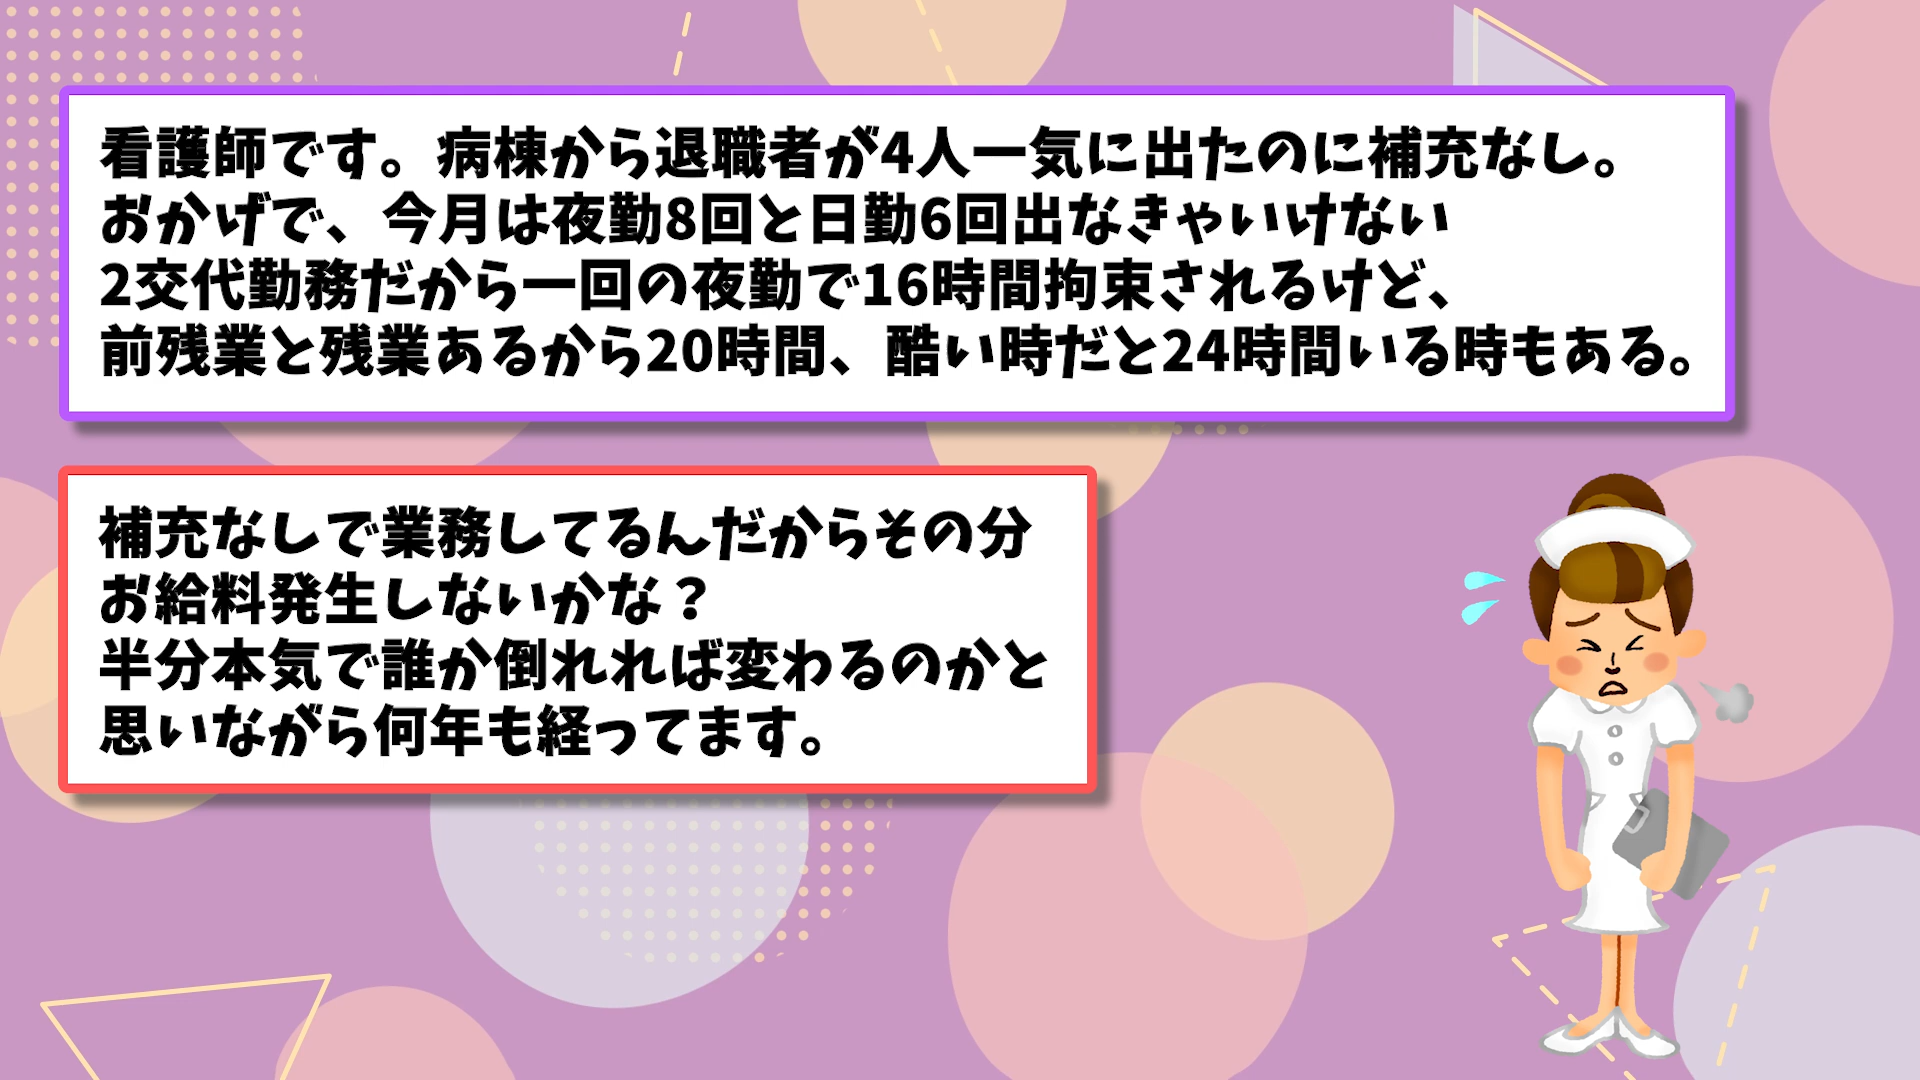 看護師です。病棟から退職者が4人一気に出たのに補充なし。
おかげで、今月は夜勤8回と日勤6回出なきゃいけない
2交代勤務だから一回の夜勤で16時間拘束されるけど、
前残業と残業あるから20時間、酷い時だと24時間いる時もある。
補充なしで業務してるんだからその分
お給料発生しないかな？
半分本気で誰か倒れれば変わるのかと
思いながら何年も経ってます。